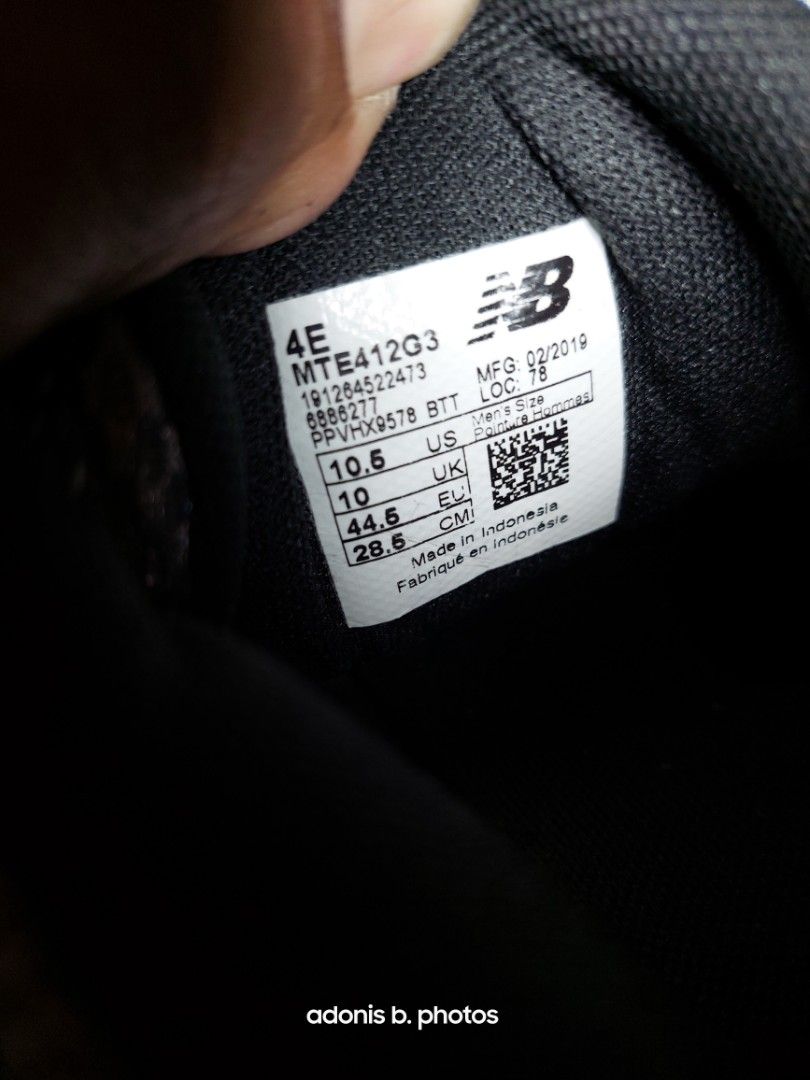 NB
4E
MTE412G3
191264522473
6886277
PPVHX9578 BTT
MFG: 02/2019
LOC: 78
Men's Size
Pointure Hommes
10.5 US
10 UK
44.5 EU
28.5 CM
Made in Indonesia
Fabriqué en Indonésie
adonis b. photos